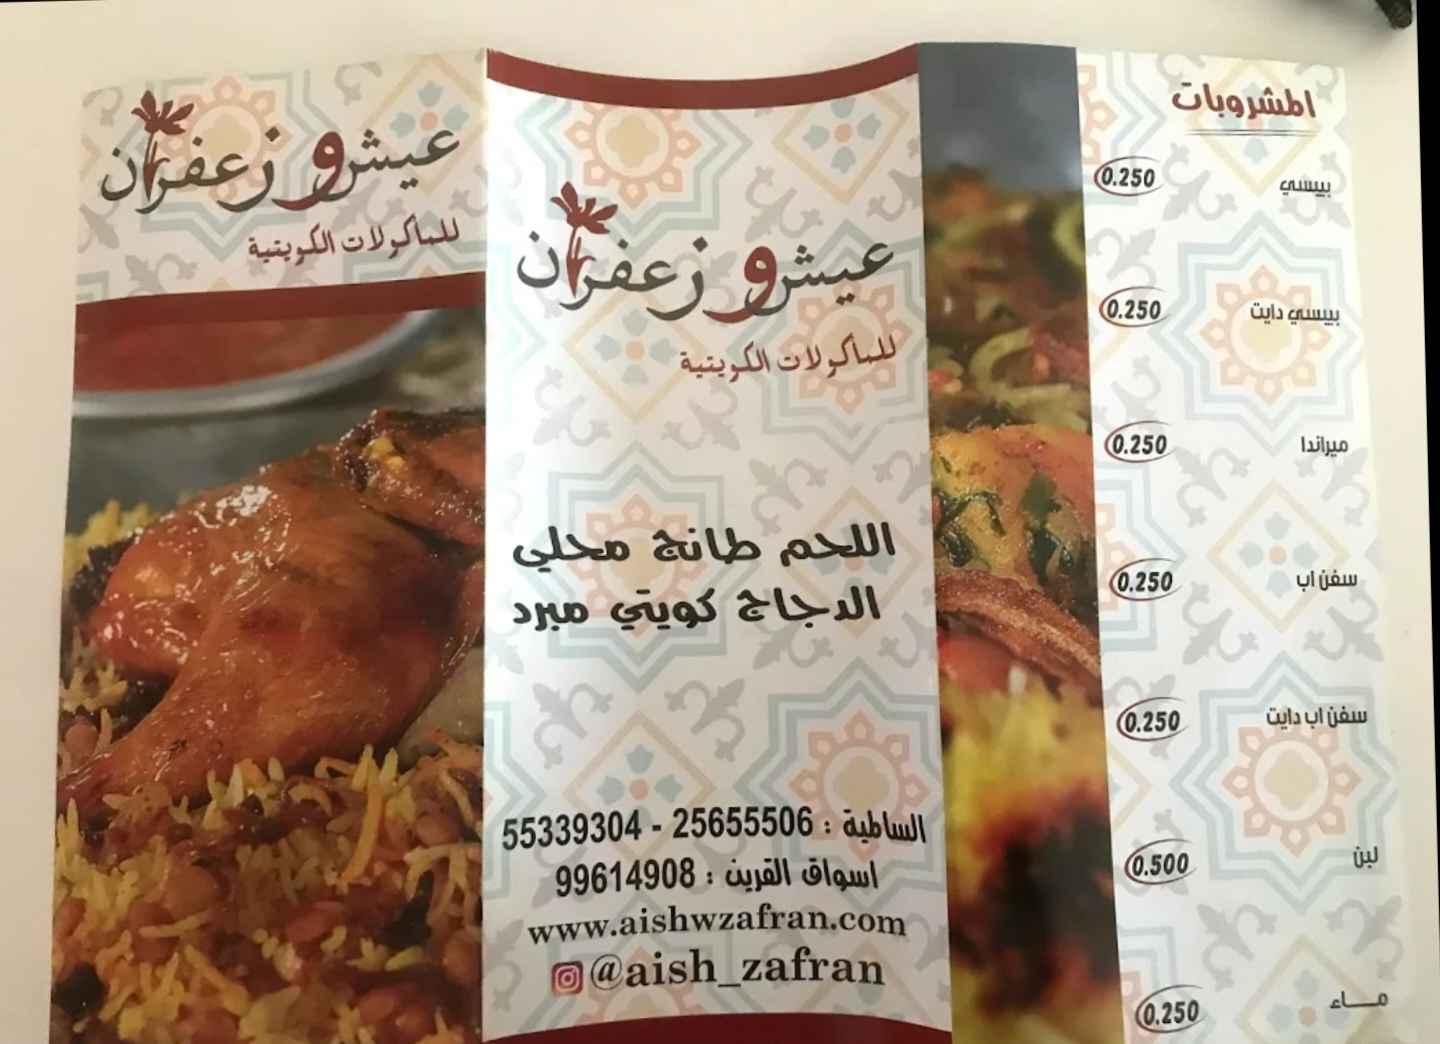 عيش و زعفران
للمأكولات الكويتية
عيش و زعفران
للمأكولات الكويتية
اللحم طازج محلي
الدجاج كويتي مبرد
السالمية : 25655506 - 55339304
اسواق القرين : 99614908
www.aishwzafran.com
@aish_zafran
المشروبات
بيبسي 0.250
بيبسي دايت 0.250
ميراندا 0.250
سفن اب 0.250
سفن اب دايت 0.250
لبن 0.500
مــاء 0.250